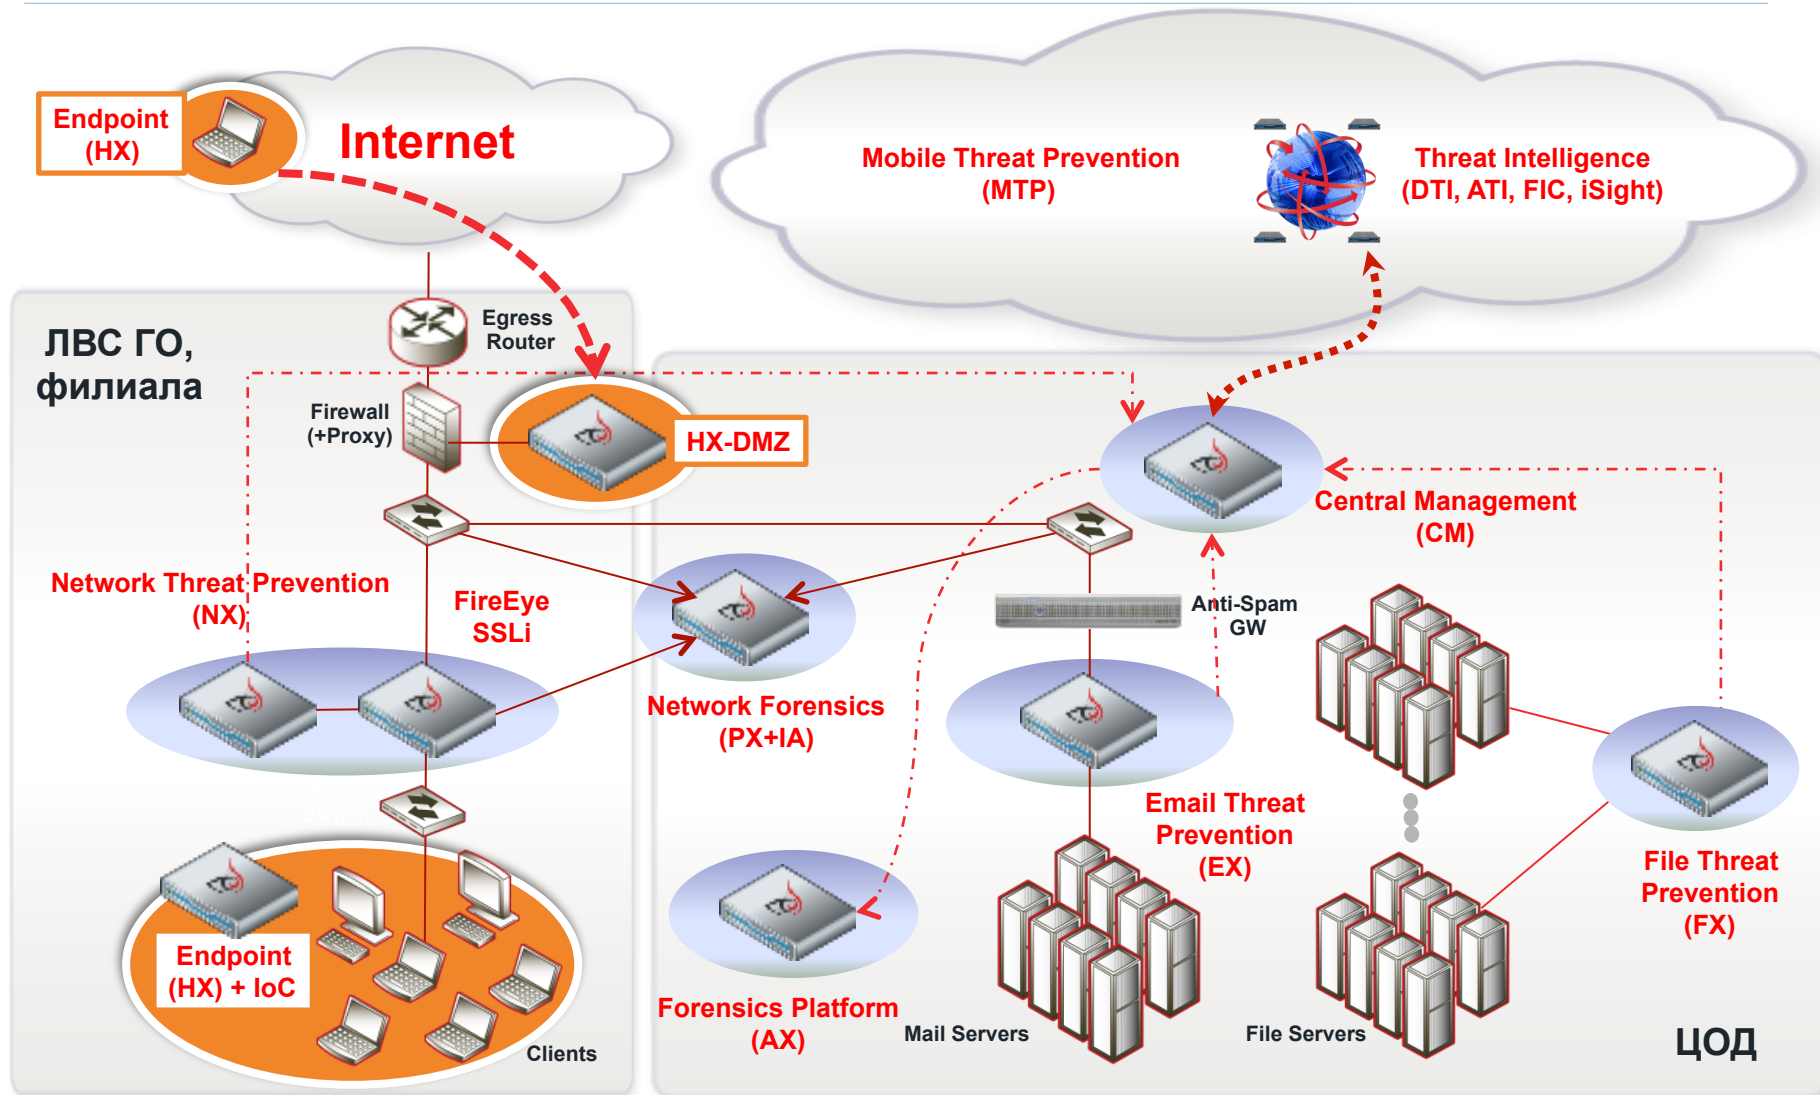 Endpoint
(HX)
Internet
Mobile Threat Prevention
(MTP)
Threat Intelligence
(DTI, ATI, FIC, iSight)
ЛВС ГО,
филиала
Egress
Router
Firewall
(+Proxy)
HX-DMZ
Central Management
(CM)
Network Threat Prevention
(NX)
FireEye
SSLi
Anti-Spam
GW
Network Forensics
(PX+IA)
Switch
Email Threat
Prevention
(EX)
File Threat
Prevention
(FX)
Endpoint
(HX) + IoC
Clients
Forensics Platform
(AX)
Mail Servers
File Servers
ЦОД